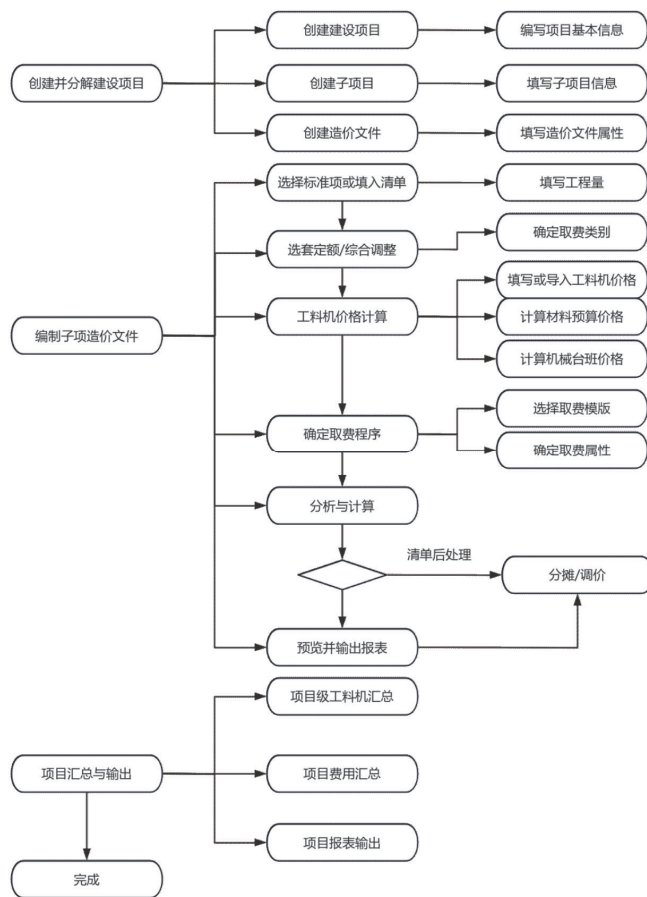 创建建设项目
编写项目基本信息
创建并分解建设项目
创建子项目
填写子项目信息
创建造价文件
填写造价文件属性
选择标准项或填入清单
填写工程量
选套定额/综合调整
确定取费类别
编制子项造价文件
工料机价格计算
填写或导入工料机价格
计算材料预算价格
计算机械台班价格
确定取费程序
选择取费模版
确定取费属性
分析与计算
清单后处理
分摊/调价
预览并输出报表
项目级工料机汇总
项目汇总与输出
项目费用汇总
项目报表输出
完成